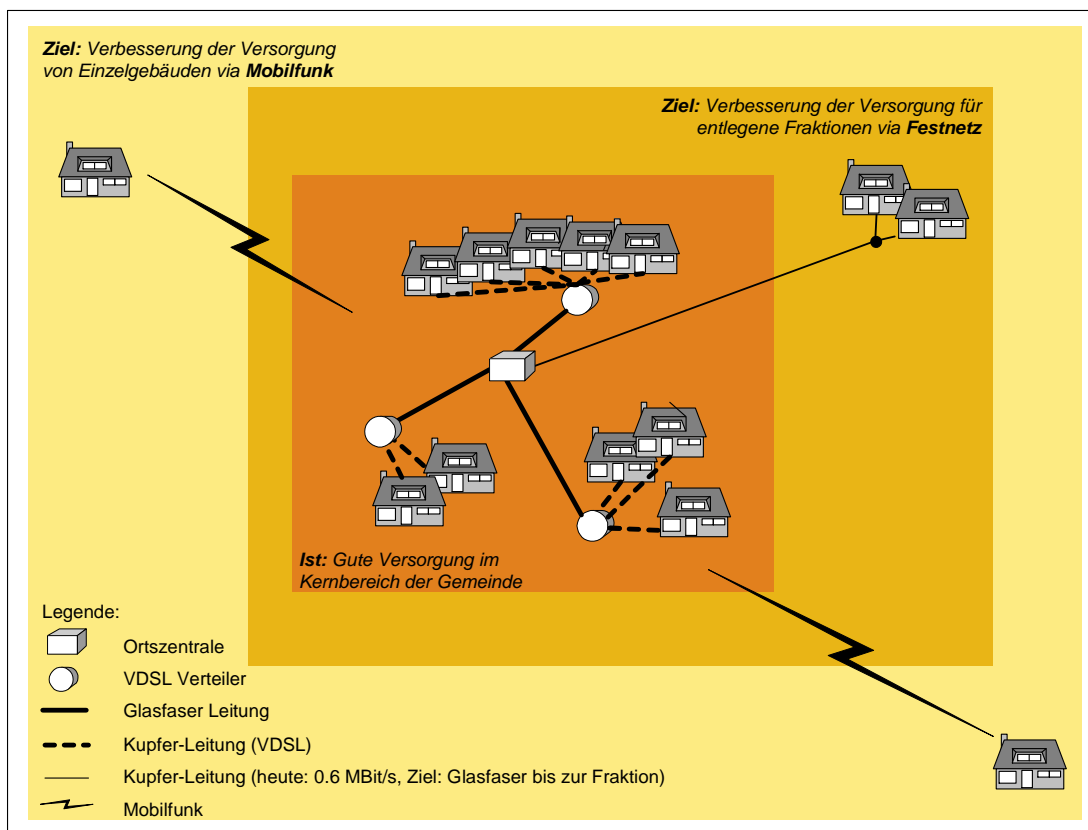 Ziel: Verbesserung der Versorgung
von Einzelgebäuden via Mobilfunk
Ziel: Verbesserung der Versorgung für
entlegene Fraktionen via Festnetz
Ist: Gute Versorgung im
Kernbereich der Gemeinde
Legende:
Ortszentrale
VDSL Verteiler
Glasfaser Leitung
Kupfer-Leitung (VDSL)
Kupfer-Leitung (heute: 0.6 MBit/s, Ziel: Glasfaser bis zur Fraktion)
Mobilfunk